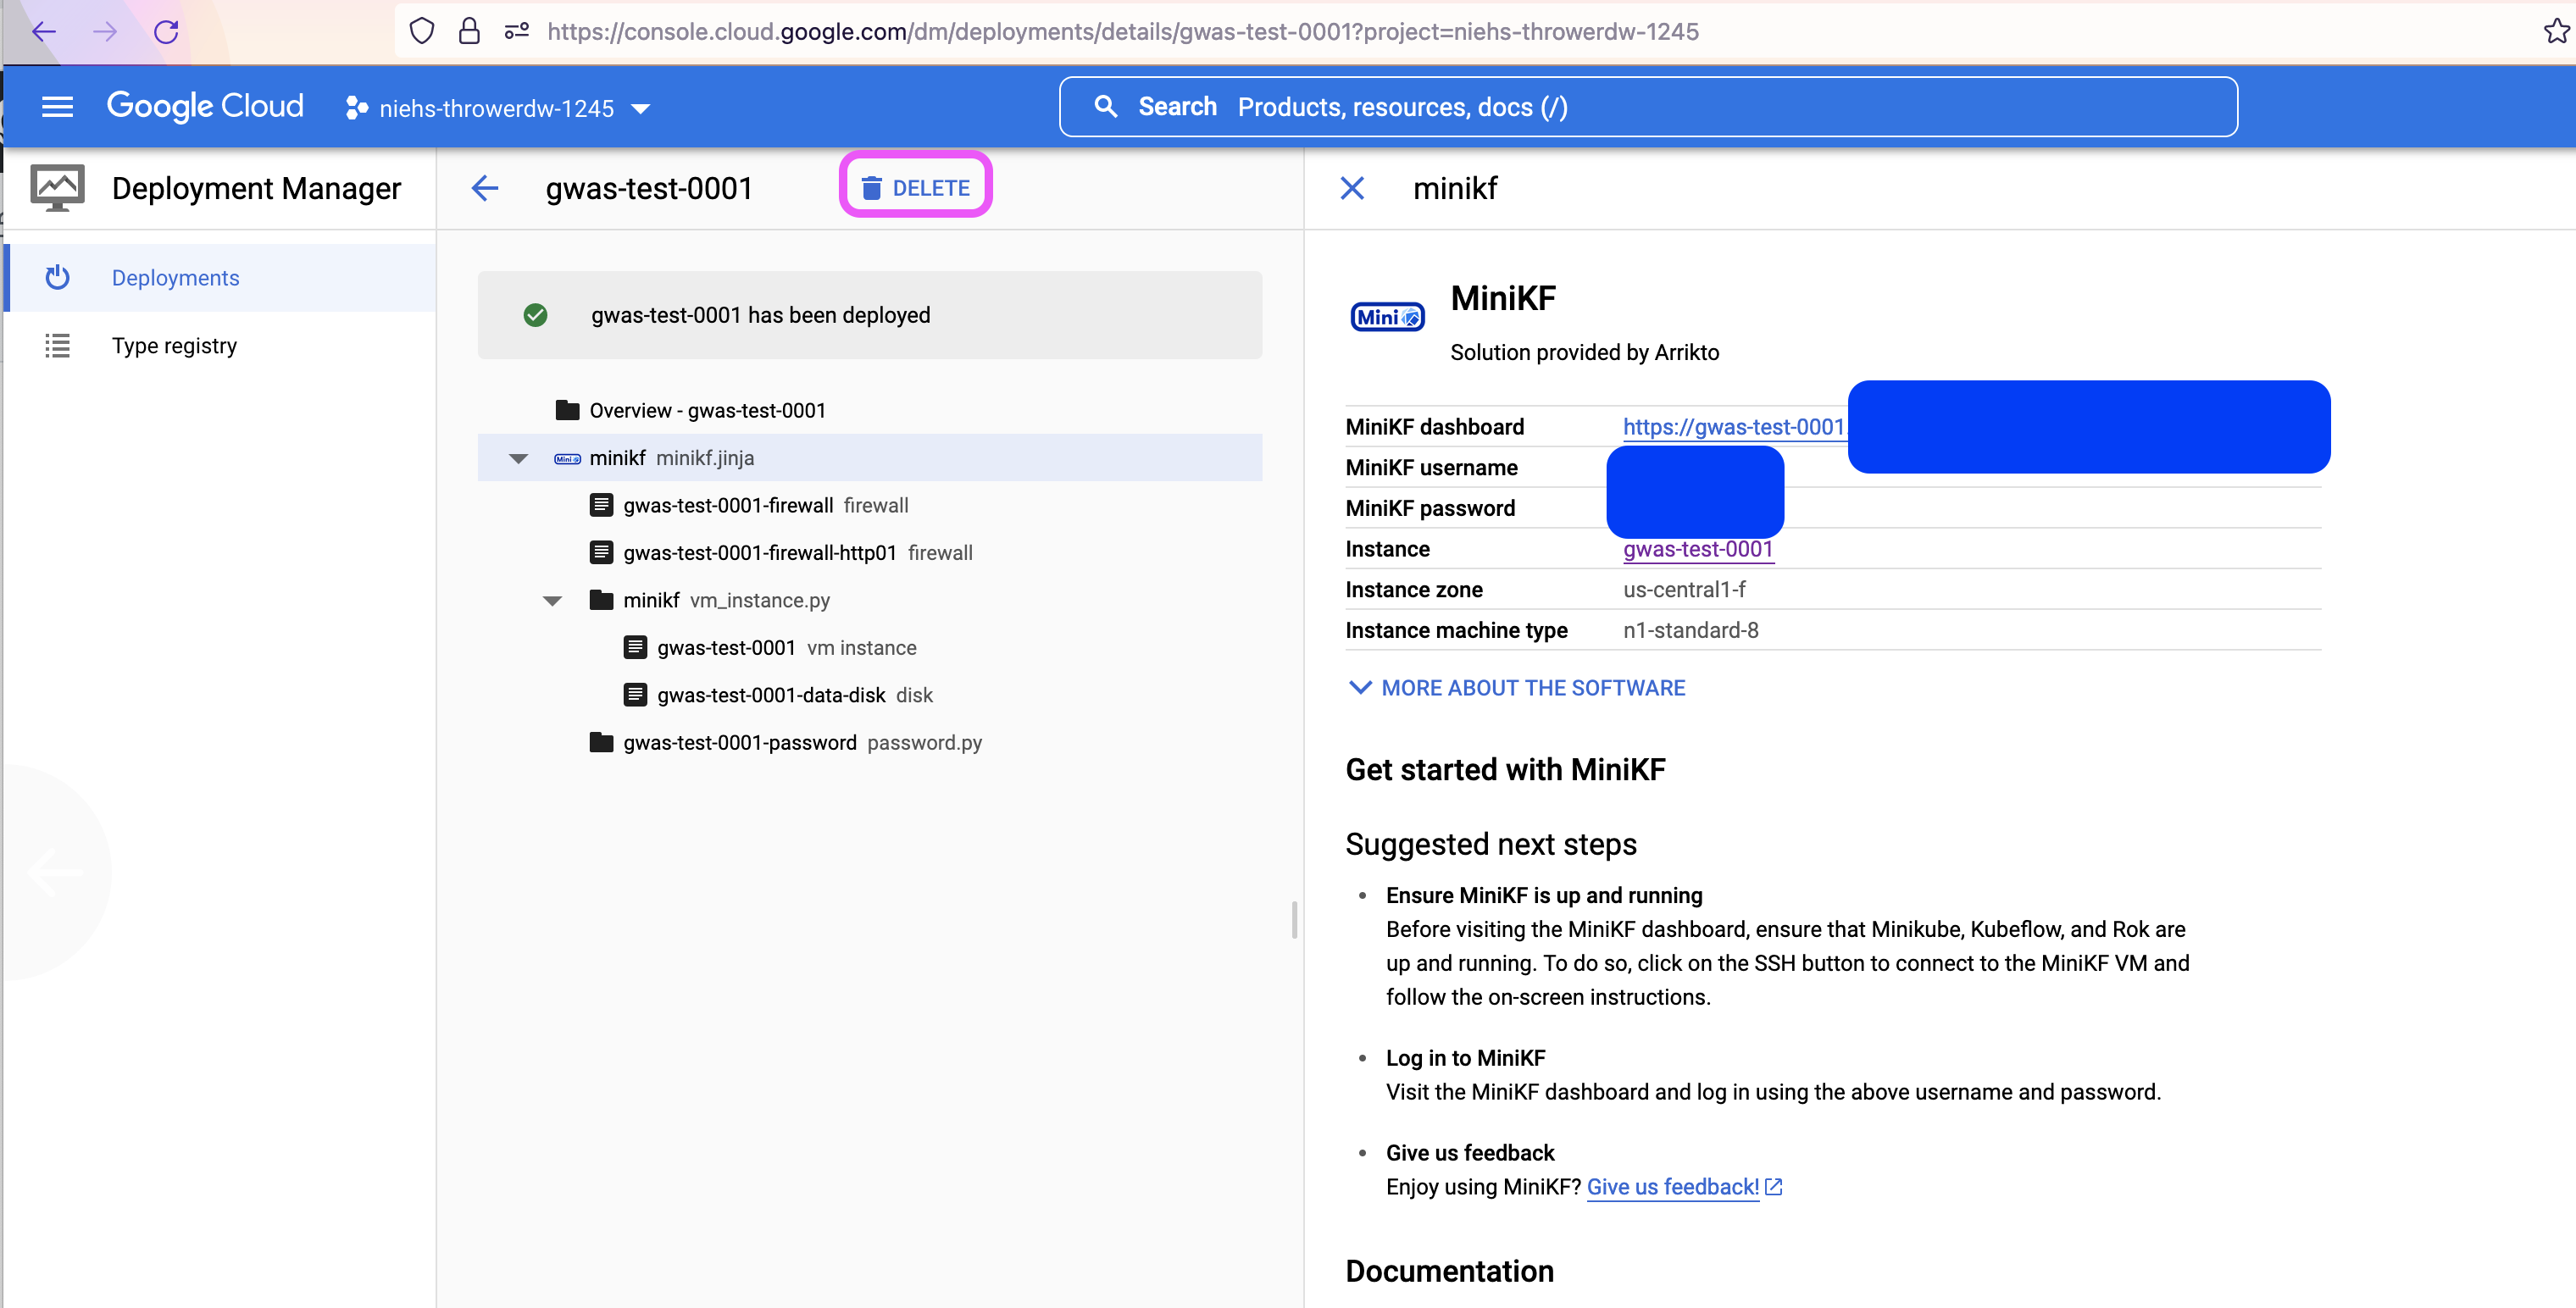 https://console.cloud.google.com/dm/deployments/details/gwas-test-0001?project=niehs-throwerdw-1245
Google Cloud
niehs-throwerdw-1245
Search Products, resources, docs (/)
Deployment Manager
gwas-test-0001
DELETE
minikf
Deployments
Type registry
gwas-test-0001 has been deployed
Overview - gwas-test-0001
Mini
minikf minikf.jinja
gwas-test-0001-firewall firewall
gwas-test-0001-firewall-http01 firewall
minikf vm_instance.py
gwas-test-0001 vm instance
gwas-test-0001-data-disk disk
gwas-test-0001-password password.py
Mini
MiniKF
Solution provided by Arrikto
MiniKF dashboard https://gwas-test-0001.
MiniKF username
MiniKF password
Instance gwas-test-0001
Instance zone us-central1-f
Instance machine type n1-standard-8
MORE ABOUT THE SOFTWARE
Get started with MiniKF
Suggested next steps
• Ensure MiniKF is up and running
Before visiting the MiniKF dashboard, ensure that Minikube, Kubeflow, and Rok are
up and running. To do so, click on the SSH button to connect to the MiniKF VM and
follow the on-screen instructions.
• Log in to MiniKF
Visit the MiniKF dashboard and log in using the above username and password.
• Give us feedback
Enjoy using MiniKF? Give us feedback!
Documentation